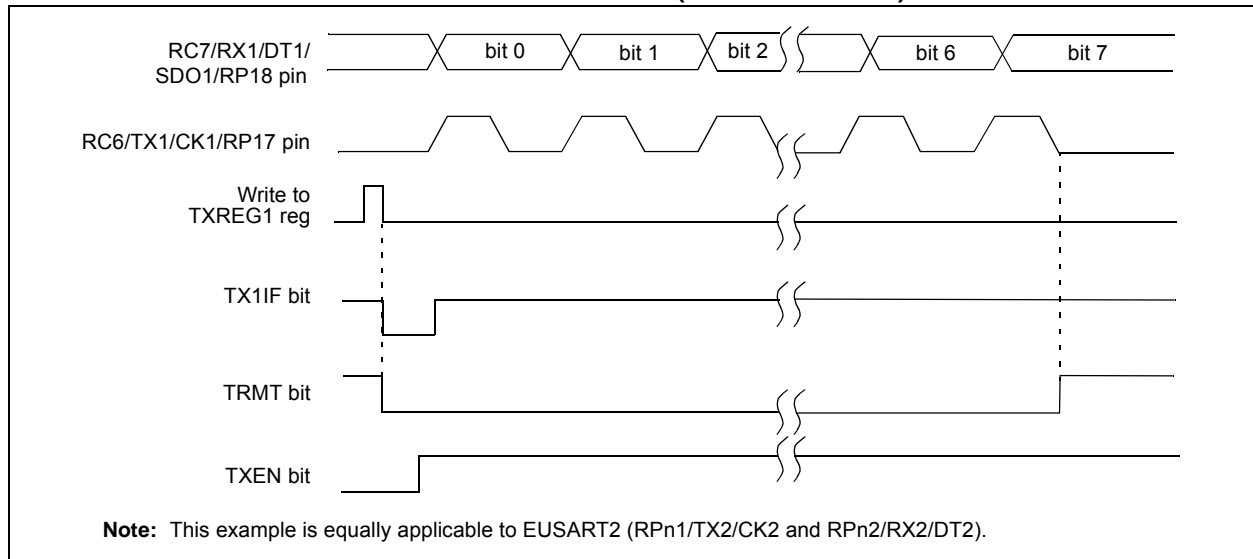 RC7/RX1/DT1/
SDO1/RP18 pin
bit 0
bit 1
bit 2
bit 6
bit 7
RC6/TX1/CK1/RP17 pin
Write to
TXREG1 reg
TX1IF bit
TRMT bit
TXEN bit
Note: This example is equally applicable to EUSART2 (RPn1/TX2/CK2 and RPn2/RX2/DT2).